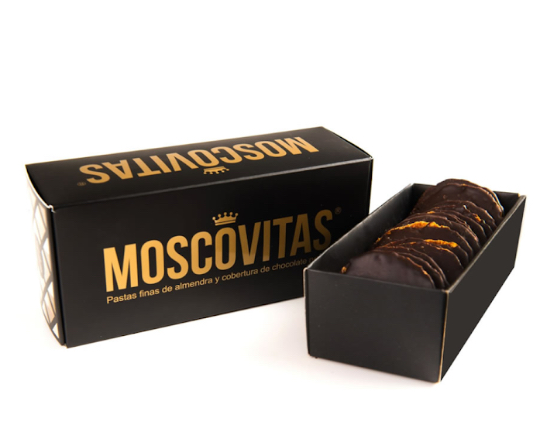 MOSCOVITAS®
MOSCOVITAS®
Pastas finas de almendra y cobertura de chocolate